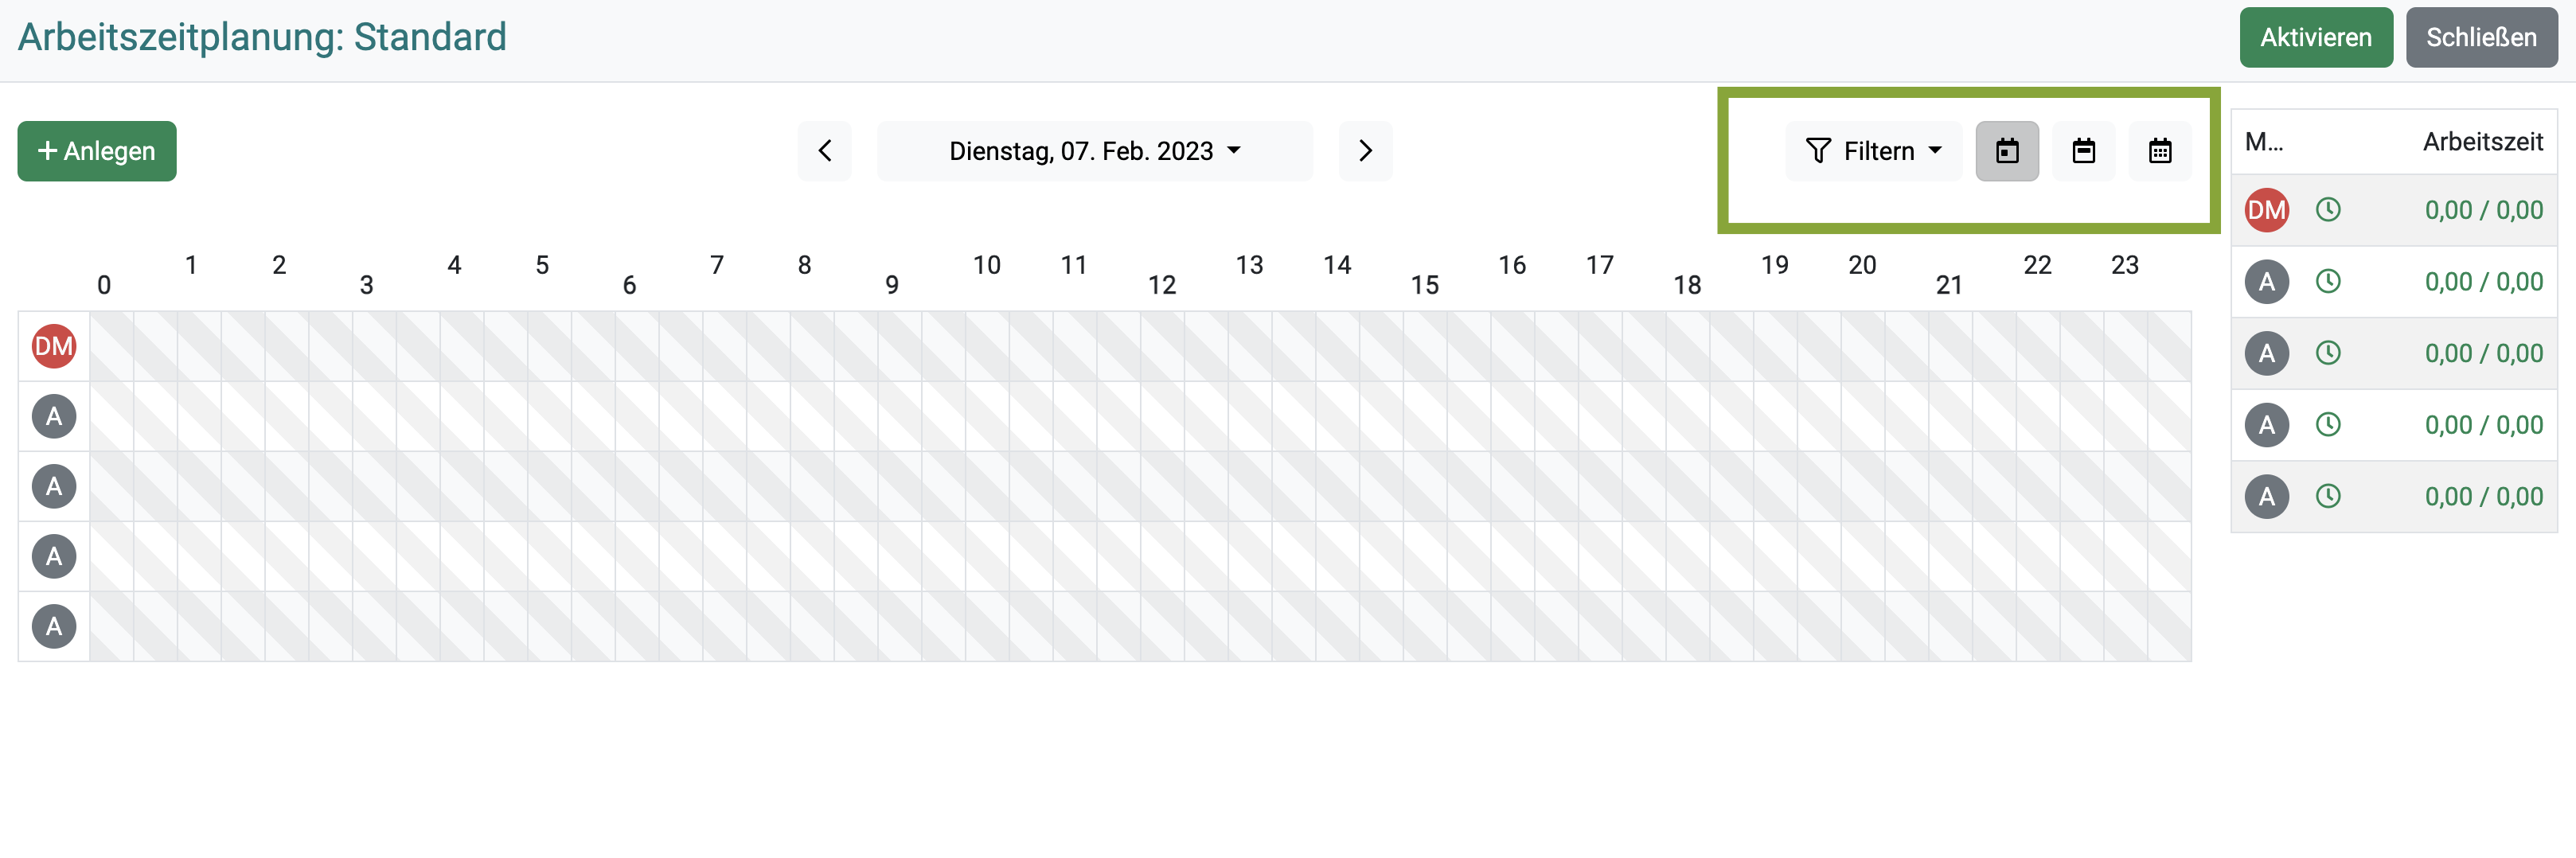 Arbeitszeitplanung: Standard
Aktivieren
Schließen
+ Anlegen
Dienstag, 07. Feb. 2023
Filtern
M... Arbeitszeit
0 1 2 3 4 5 6 7 8 9 10 11 12 13 14 15 16 17 18 19 20 21 22 23
DM
A
A
A
A
DM 0,00 / 0,00
A 0,00 / 0,00
A 0,00 / 0,00
A 0,00 / 0,00
A 0,00 / 0,00